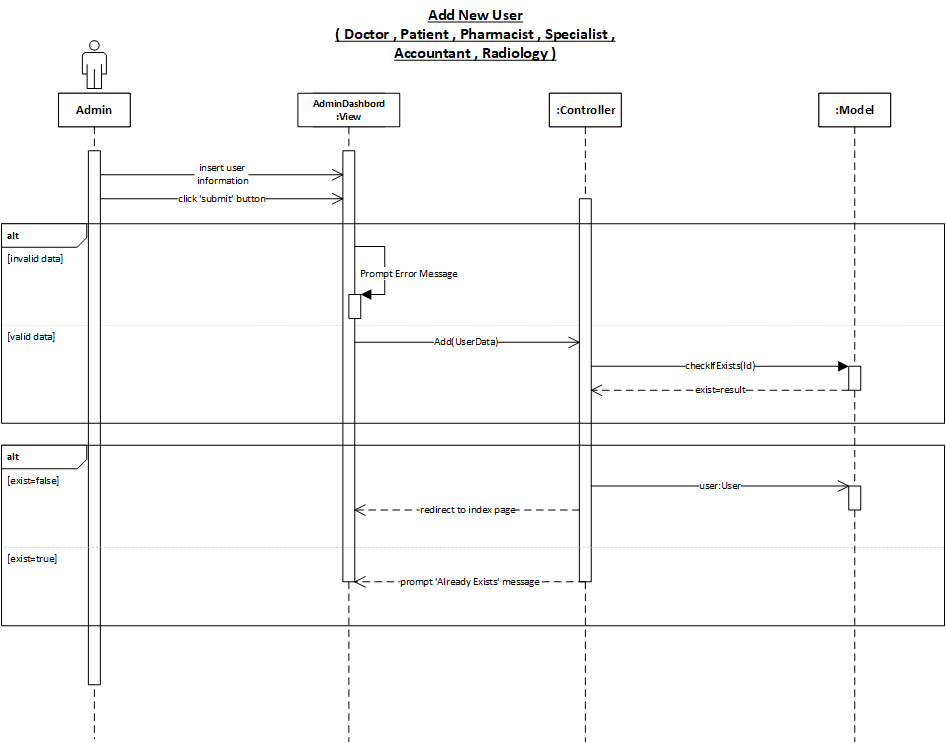 Add New User
( Doctor , Patient , Pharmacist , Specialist ,
Accountant , Radiology )
Admin
AdminDashbord
:View
:Controller
:Model
insert user
information
click 'submit' button
alt
[invalid data]
Prompt Error Message
[valid data]
Add(UserData)
checkIfExists(Id)
exist=result
alt
[exist=false]
user:User
redirect to index page
[exist=true]
prompt 'Already Exists' message